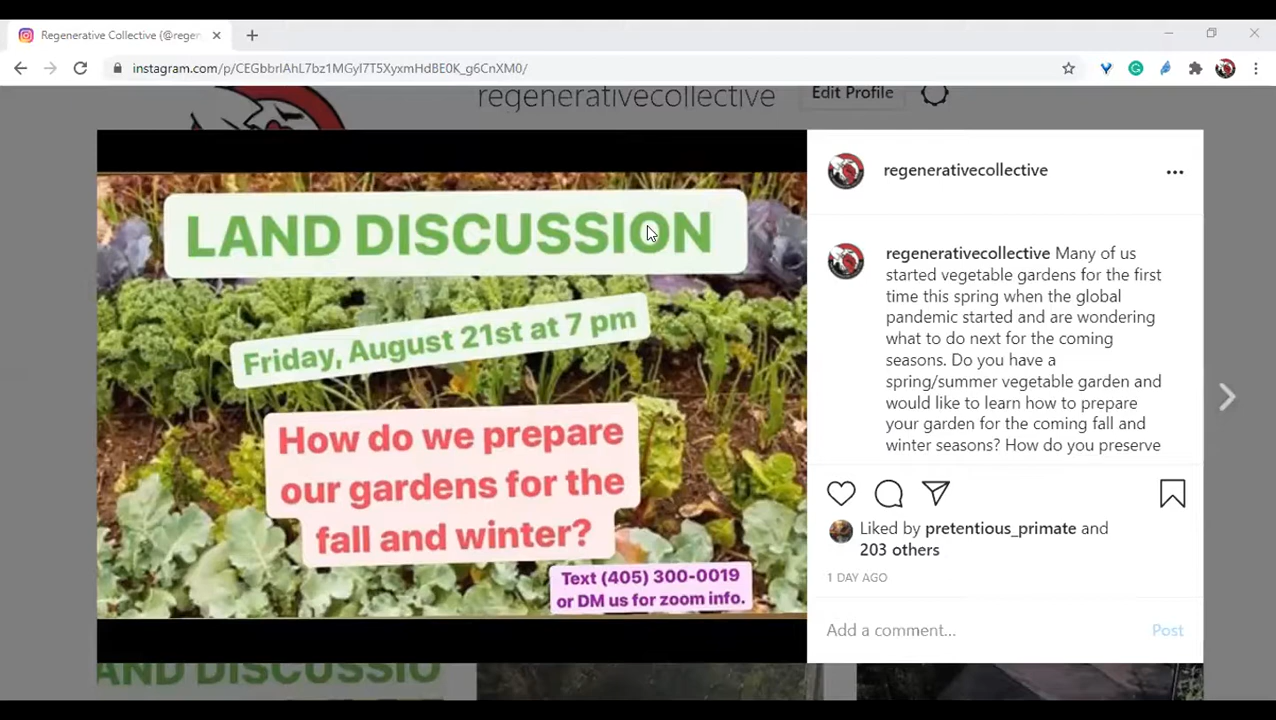 Regenerative Collective (@regen
instagram.com/p/CEGbbrIAhL7bz1MGyI7T5XyxmHdBE0K_g6CnXM0/
regenerativecollective
Edit Profile
LAND DISCUSSION
Friday, August 21st at 7 pm
How do we prepare
our gardens for the
fall and winter?
Text (405) 300-0019
or DM us for zoom info.
regenerativecollective
regenerativecollective Many of us
started vegetable gardens for the first
time this spring when the global
pandemic started and are wondering
what to do next for the coming
seasons. Do you have a
spring/summer vegetable garden and
would like to learn how to prepare
your garden for the coming fall and
winter seasons? How do you preserve
Liked by pretentious_primate and
203 others
1 DAY AGO
Add a comment...
Post
AND DISCUSSIO